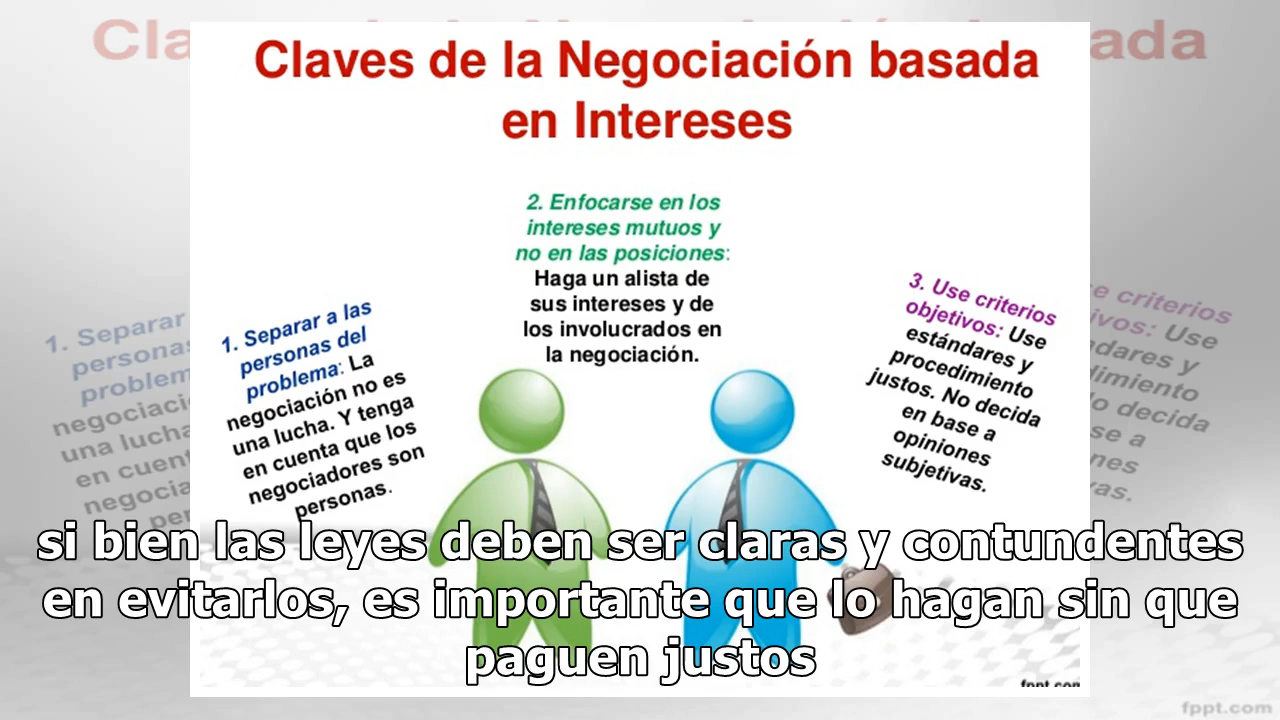 Claves de la Negociación basada
en Intereses
2. Enfocarse en los
intereses mutuos y
no en las posiciones:
Haga un alista de
sus intereses y de
los involucrados en
la negociación.
1. Separar a las
personas del
problema: La
negociación no es
una lucha. Y tenga
en cuenta que los
negociadores son
personas.
3. Use criterios
objetivos: Use
estándares y
procedimiento
justos. No decida
en base a
opiniones
subjetivas.
si bien las leyes deben ser claras y contundentes
en evitarlos, es importante que lo hagan sin que
paguen justos
fppt.com